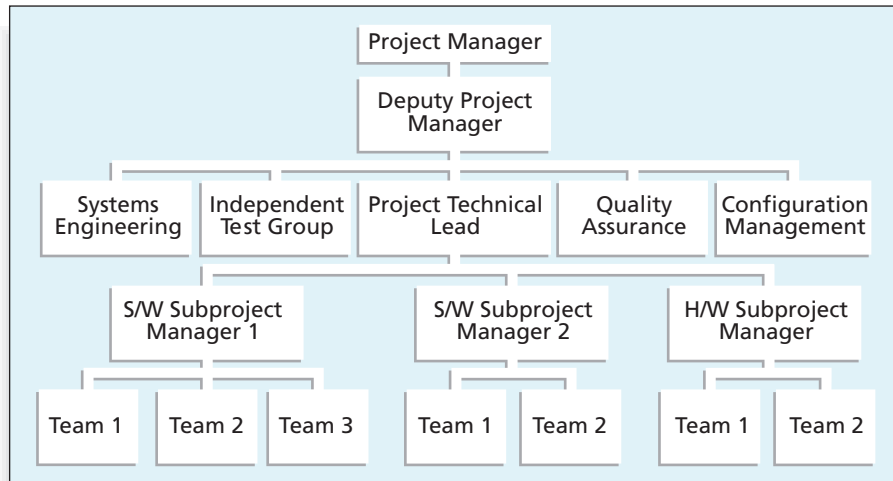 Project Manager
Deputy Project
Manager
Systems
Engineering
Independent
Test Group
Project Technical
Lead
Quality
Assurance
Configuration
Management
S/W Subproject
Manager 1
S/W Subproject
Manager 2
H/W Subproject
Manager
Team 1
Team 2
Team 3
Team 1
Team 2
Team 1
Team 2